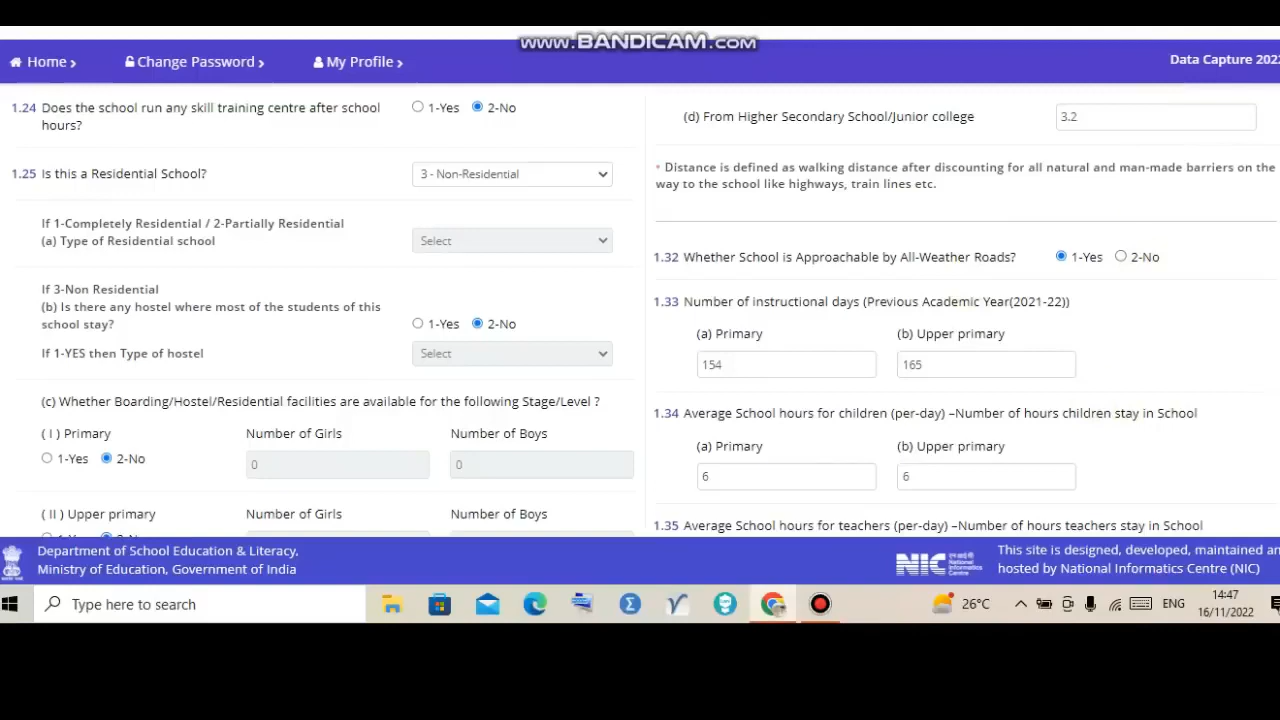 www.BANDICAM.com
Home
Change Password
My Profile
Data Capture 202
1.24 Does the school run any skill training centre after school
hours?
1-Yes 2-No
1.25 Is this a Residential School?
3 - Non-Residential
If 1-Completely Residential / 2-Partially Residential
(a) Type of Residential school
Select
If 3-Non Residential
(b) Is there any hostel where most of the students of this
school stay?
1-Yes 2-No
If 1-YES then Type of hostel
Select
(c) Whether Boarding/Hostel/Residential facilities are available for the following Stage/Level ?
( I ) Primary Number of Girls Number of Boys
1-Yes 2-No 0 0
( II ) Upper primary Number of Girls Number of Boys
(d) From Higher Secondary School/Junior college 3.2
* Distance is defined as walking distance after discounting for all natural and man-made barriers on the
way to the school like highways, train lines etc.
1.32 Whether School is Approachable by All-Weather Roads? 1-Yes 2-No
1.33 Number of instructional days (Previous Academic Year(2021-22))
(a) Primary (b) Upper primary
154 165
1.34 Average School hours for children (per-day) –Number of hours children stay in School
(a) Primary (b) Upper primary
6 6
1.35 Average School hours for teachers (per-day) –Number of hours teachers stay in School
Department of School Education & Literacy,
Ministry of Education, Government of India
NIC
National
Informatics
Centre
This site is designed, developed, maintained an
hosted by National Informatics Centre (NIC)
Type here to search
26°C
ENG
14:47
16/11/2022